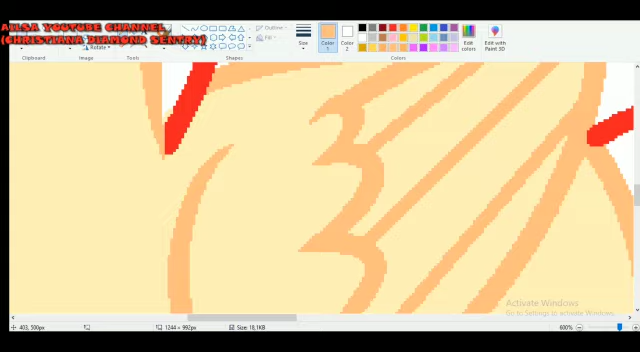 AILSA YOUTUBE CHANNEL
(CHRISTIANA DIAMOND SENTRY)
Rotate
Outline
Fill
Size
Color
1
Color
2
Edit
colors
Edit with
Paint 3D
Clipboard
Image
Tools
Shapes
Colors
Activate Windows
Go to Settings to activate Windows.
403, 500px
1244 × 992px
Size: 18,1KB
600%